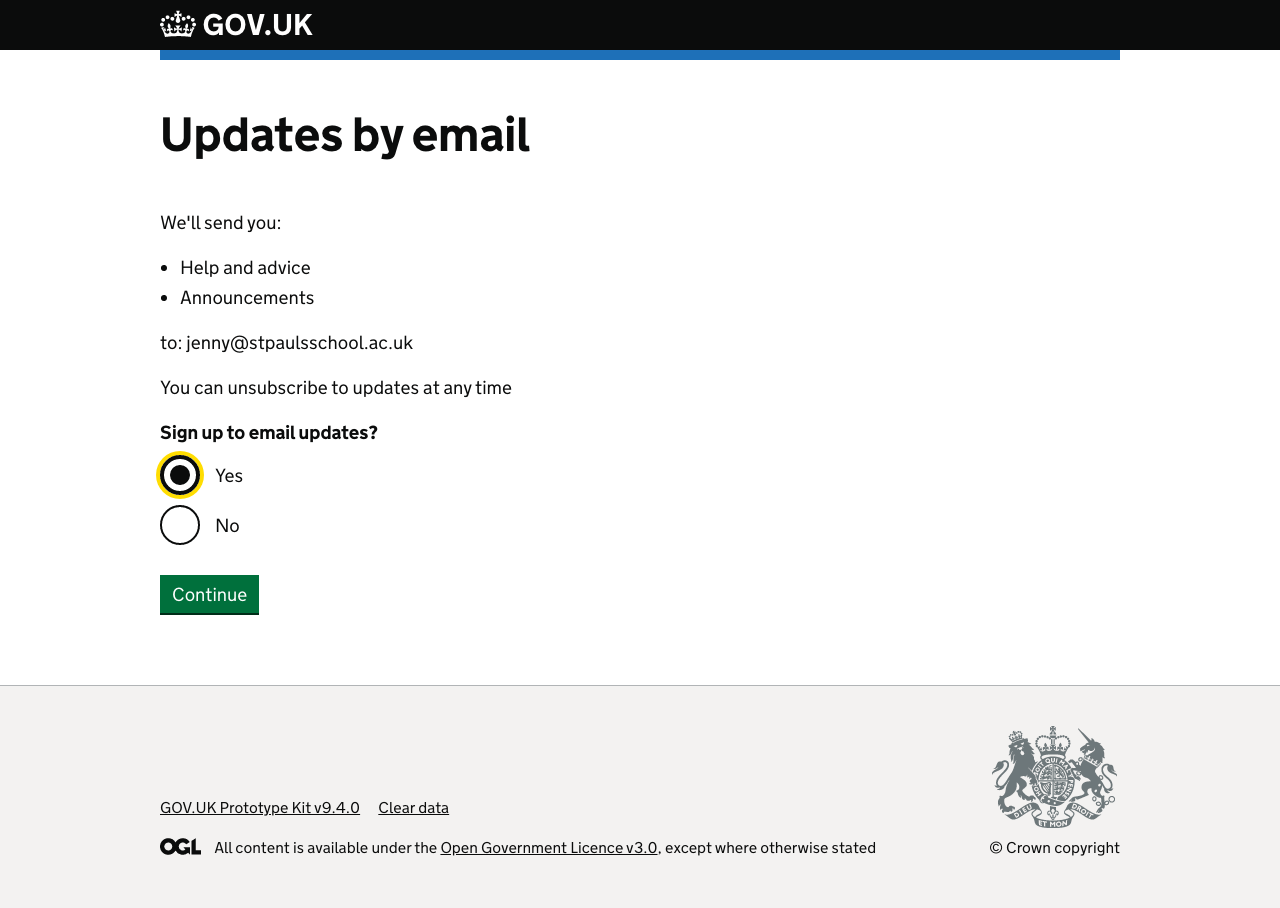 GOV.UK
Updates by email
We'll send you:
Help and advice
Announcements
to: jenny@stpaulsschool.ac.uk
You can unsubscribe to updates at any time
Sign up to email updates?
Yes
No
Continue
GOV.UK Prototype Kit v9.4.0 Clear data
OGL All content is available under the Open Government Licence v3.0, except where otherwise stated
© Crown copyright